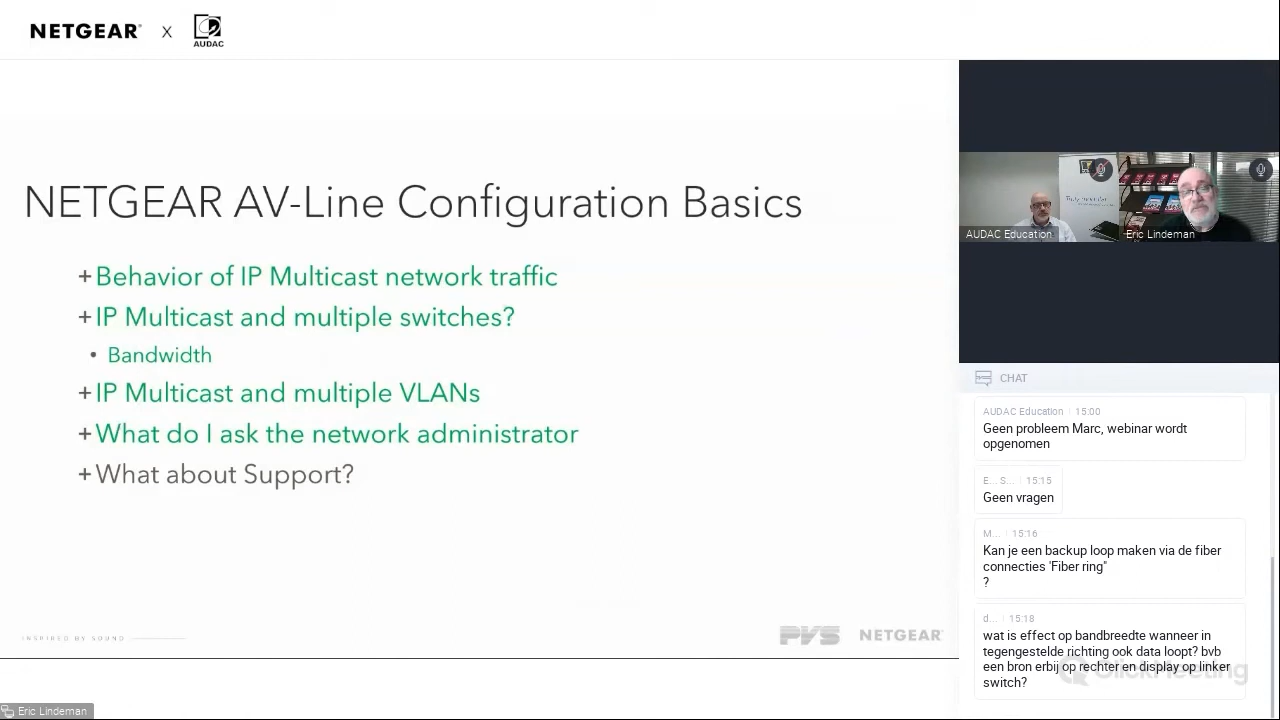 NETGEAR X AUDAC
NETGEAR AV-Line Configuration Basics
+ Behavior of IP Multicast network traffic
+ IP Multicast and multiple switches?
• Bandwidth
+ IP Multicast and multiple VLANs
+ What do I ask the network administrator
+ What about Support?
INSPIRED BY SOUND
PVS NETGEAR
Eric Lindeman
AUDAC Education
Eric Lindeman
CHAT
AUDAC Education 15:00
Geen probleem Marc, webinar wordt
opgenomen
E... S... 15:15
Geen vragen
M... 15:16
Kan je een backup loop maken via de fiber
connecties 'Fiber ring"
?
d... 15:18
wat is effect op bandbreedte wanneer in
tegengestelde richting ook data loopt? bvb
een bron erbij op rechter en display op linker
switch?
ClickMeeting